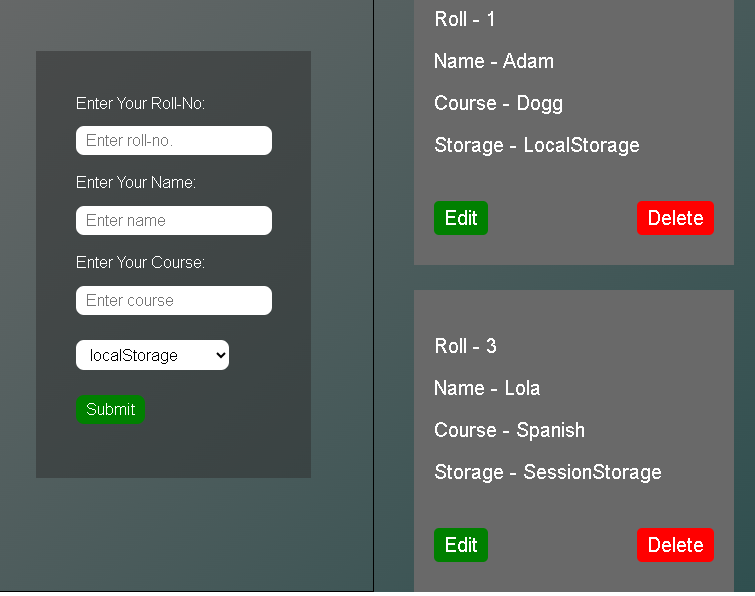 Enter Your Roll-No:
Enter roll-no.
Enter Your Name:
Enter name
Enter Your Course:
Enter course
localStorage
Submit
Roll - 1
Name - Adam
Course - Dogg
Storage - LocalStorage
Edit Delete
Roll - 3
Name - Lola
Course - Spanish
Storage - SessionStorage
Edit Delete